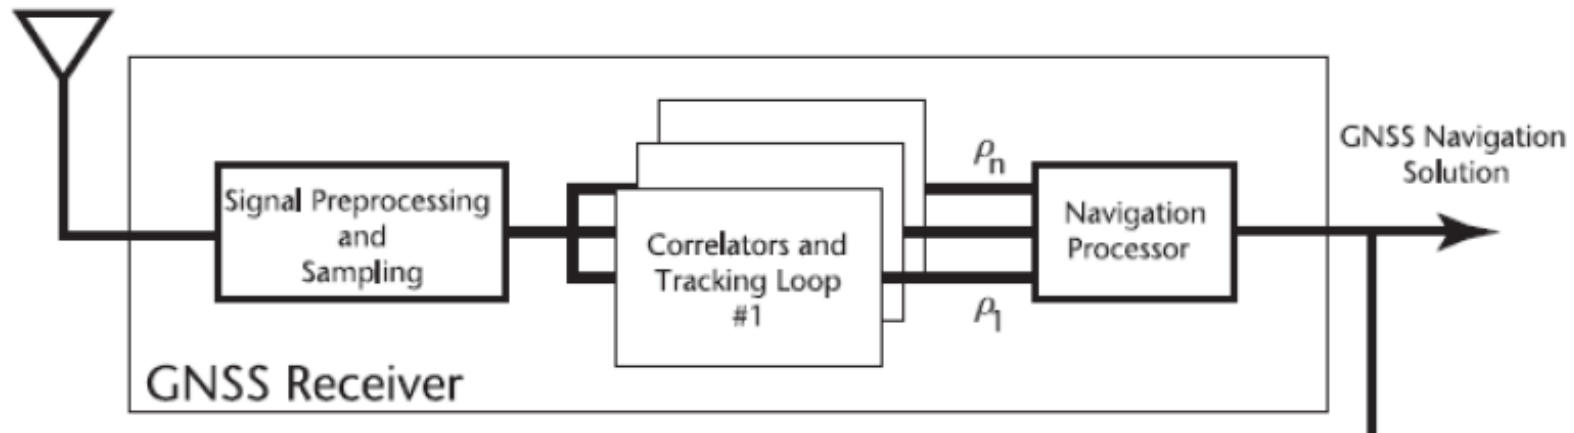 Signal Preprocessing
and
Sampling
Correlators and
Tracking Loop
#1
ρn
ρ1
Navigation
Processor
GNSS Navigation
Solution
GNSS Receiver